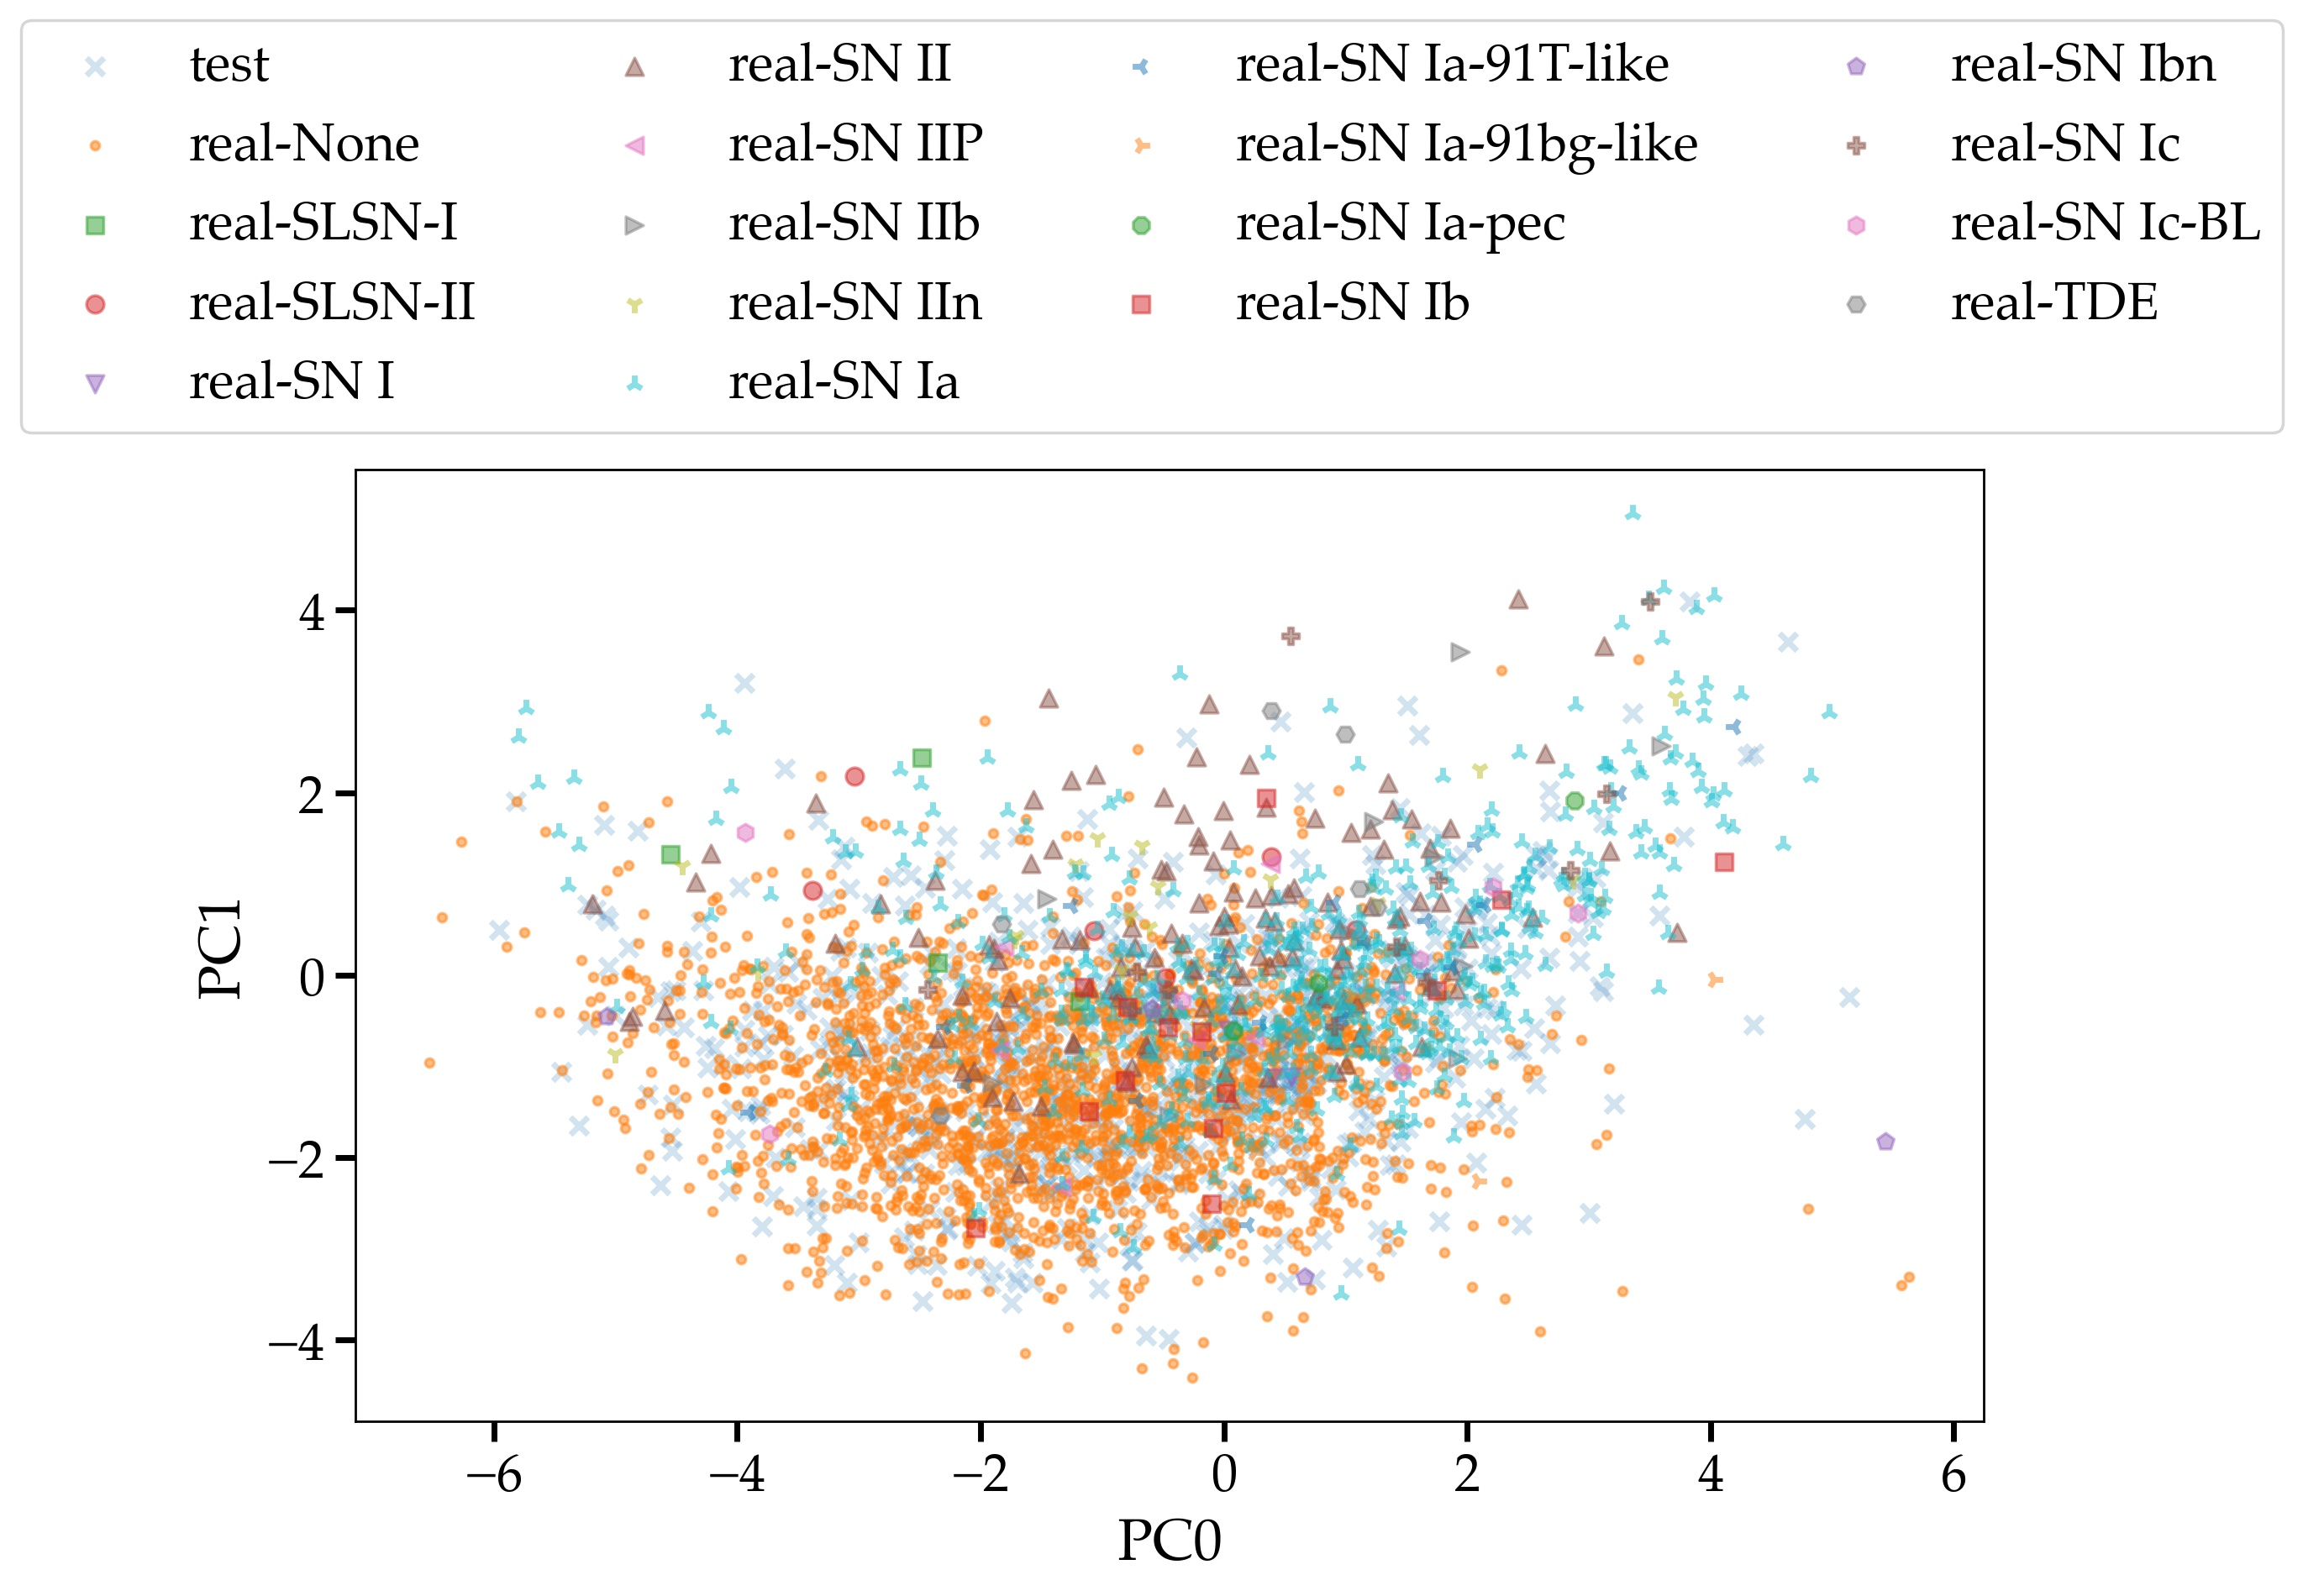 test
real-None
real-SLSN-I
real-SLSN-II
real-SN I
real-SN II
real-SN IIP
real-SN IIb
real-SN IIn
real-SN Ia
real-SN Ia-91T-like
real-SN Ia-91bg-like
real-SN Ia-pec
real-SN Ib
real-SN Ibn
real-SN Ic
real-SN Ic-BL
real-TDE
PC1
4
2
0
−2
−4
−6 −4 −2 0 2 4 6
PC0